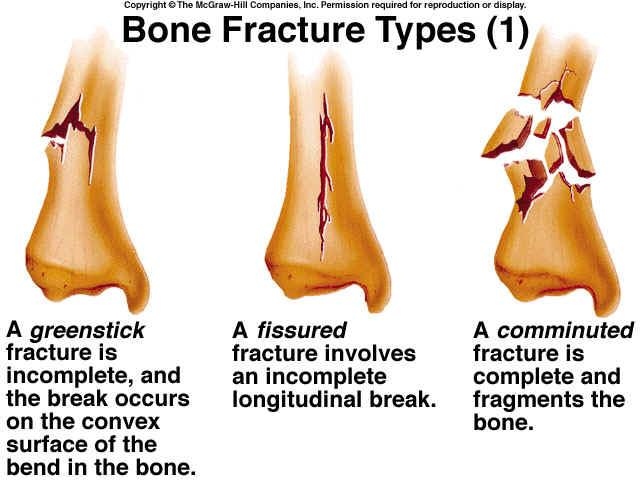 Copyright © The McGraw-Hill Companies, Inc. Permission required for reproduction or display.
Bone Fracture Types (1)
A greenstick
fracture is
incomplete, and
the break occurs
on the convex
surface of the
bend in the bone.
A fissured
fracture involves
an incomplete
longitudinal break.
A comminuted
fracture is
complete and
fragments the
bone.